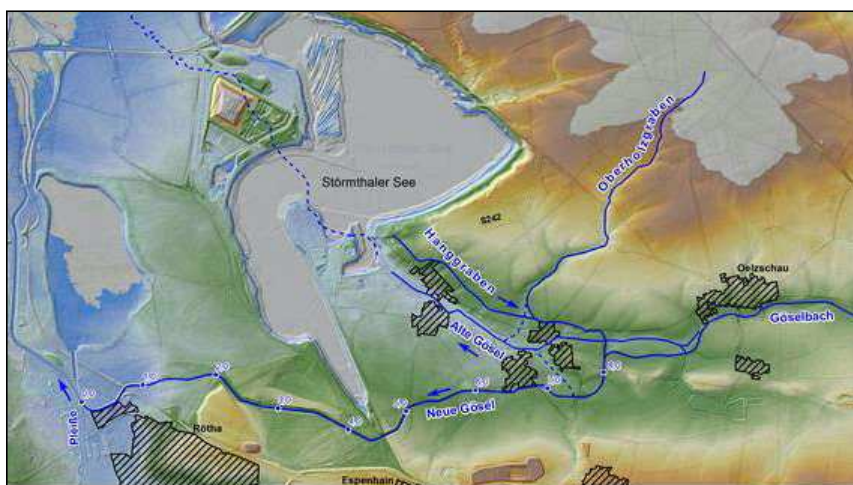 Oberholzgraben
Störmthaler See
S242
Hanggraben
Oelzschau
Göselbach
Alte Gösel
Neue Gösel
Pleiße
Rötha
Espenhain